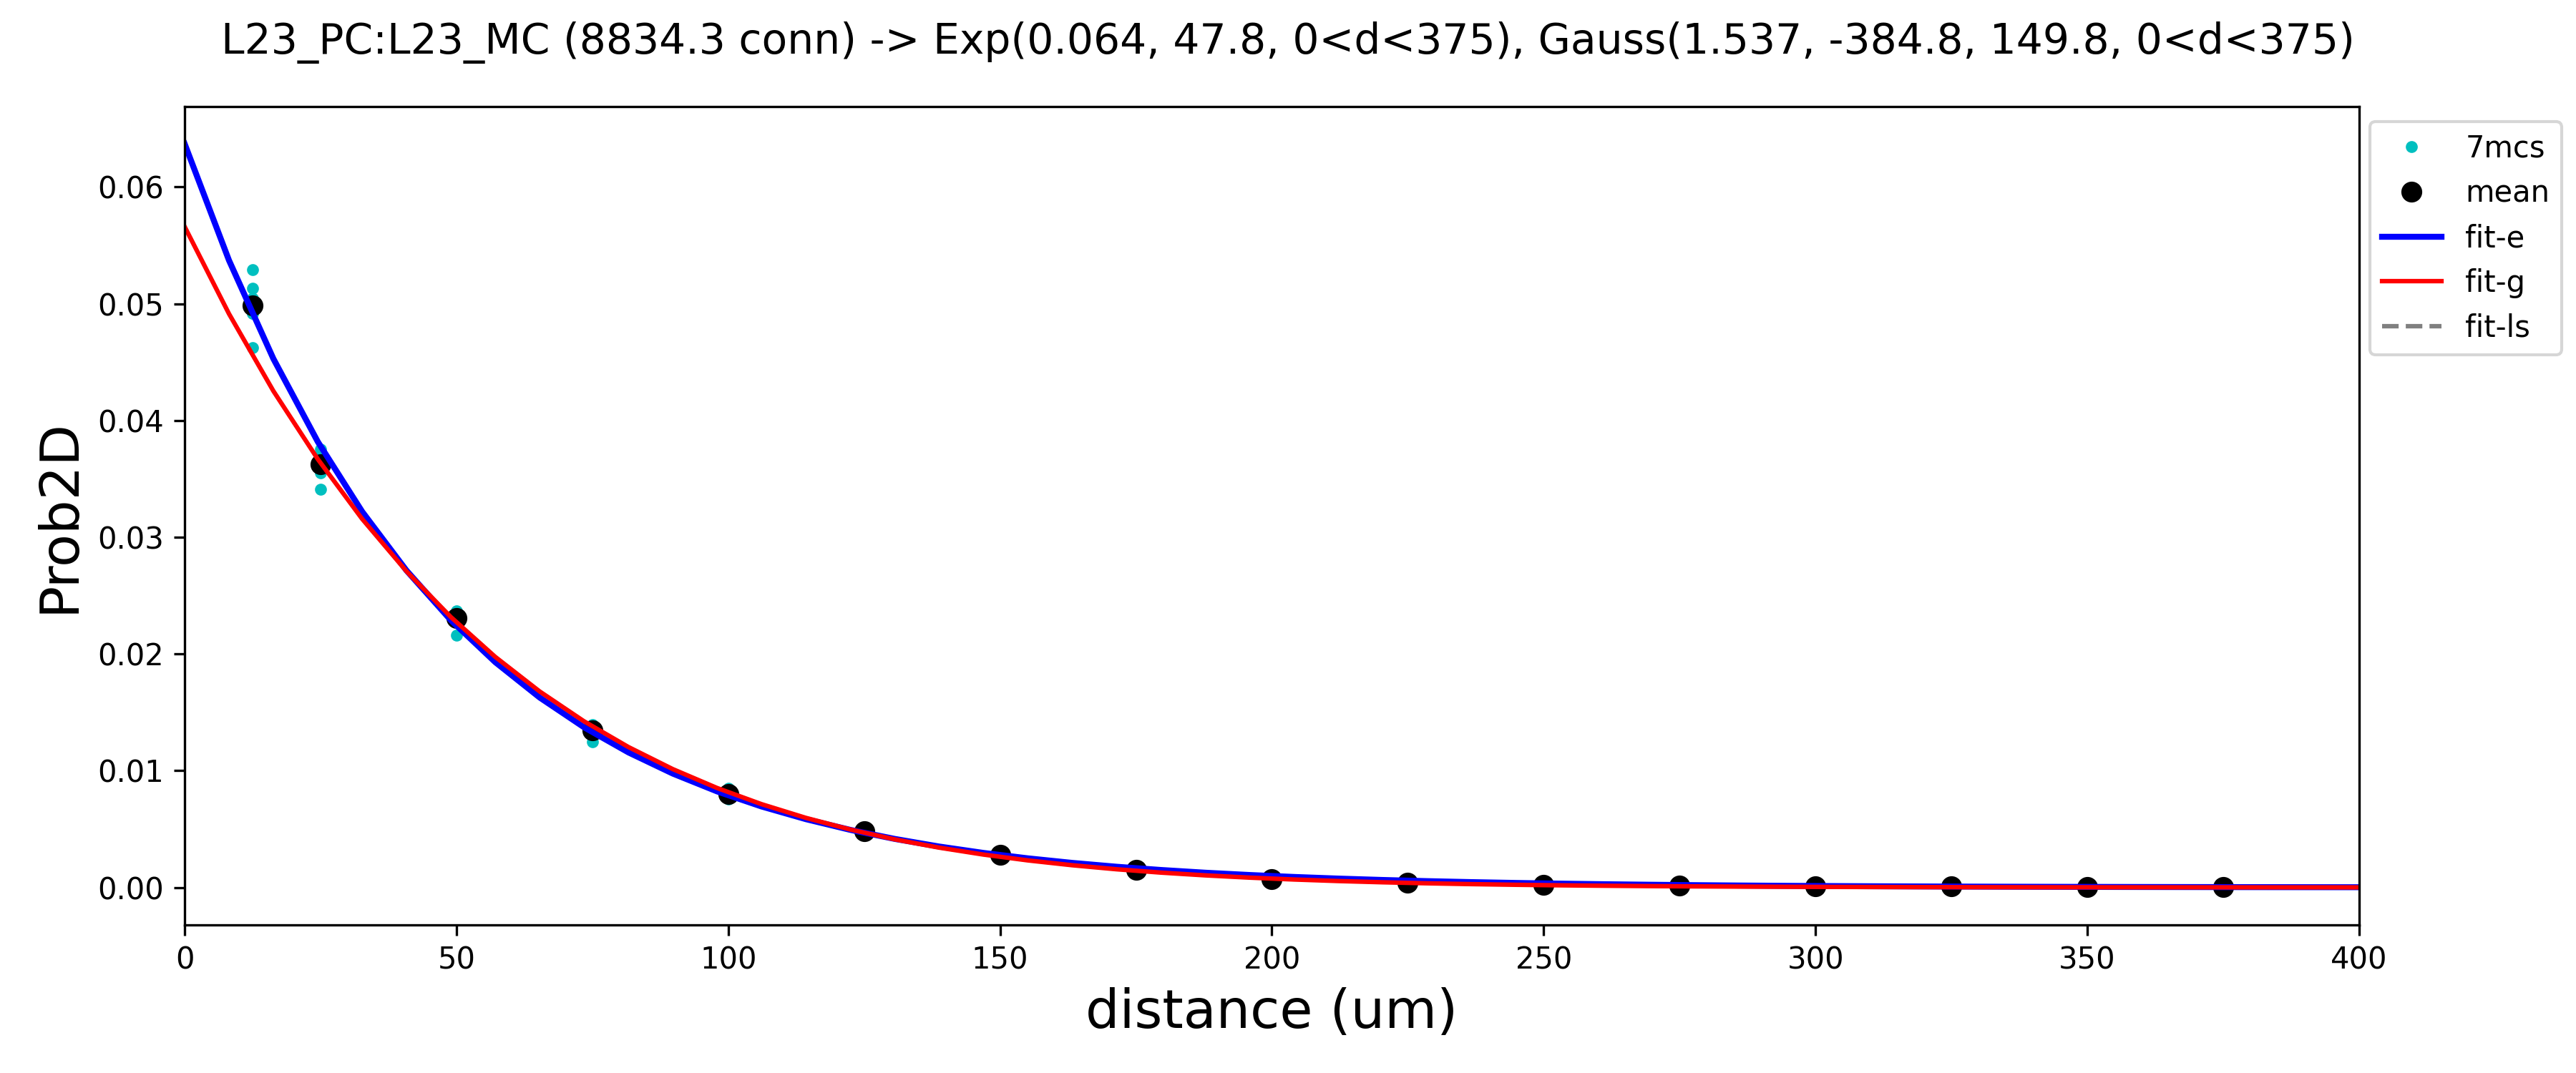 L23_PC:L23_MC (8834.3 conn) -> Exp(0.064, 47.8, 0<d<375), Gauss(1.537, -384.8, 149.8, 0<d<375)
7mcs
mean
fit-e
fit-g
fit-ls
Prob2D
0.06
0.05
0.04
0.03
0.02
0.01
0.00
0 50 100 150 200 250 300 350 400
distance (um)